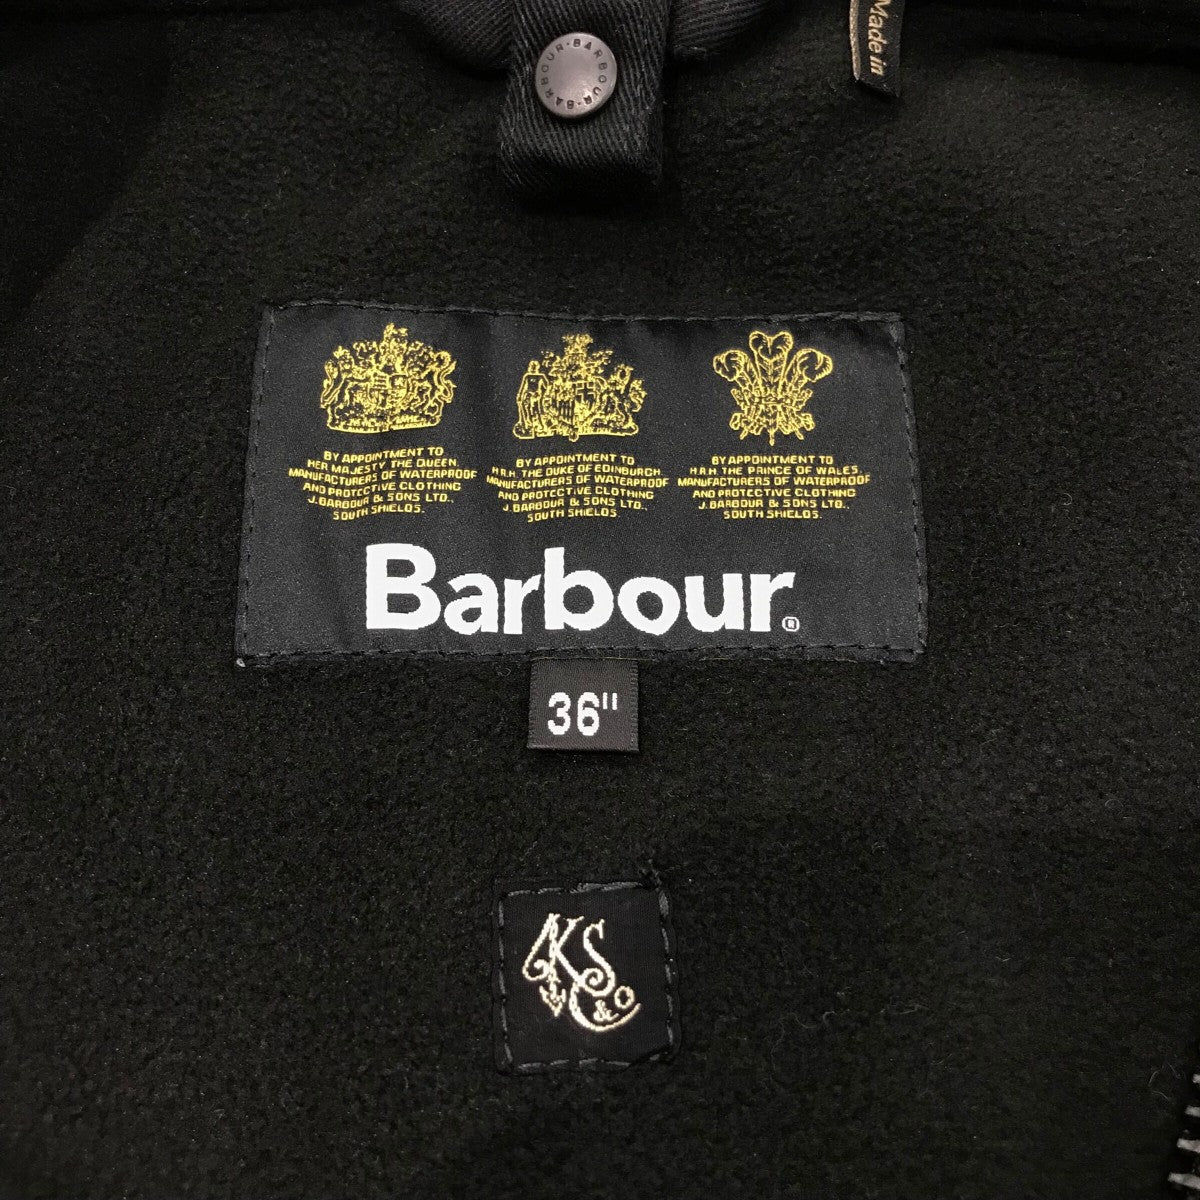 BARBOUR · BARBOUR · BARBOUR ·
Made in
BY APPOINTMENT TO
HER MAJESTY THE QUEEN.
MANUFACTURERS OF WATERPROOF
AND PROTECTIVE CLOTHING
J. BARBOUR & SONS LTD.,
SOUTH SHIELDS.
BY APPOINTMENT TO
H.R.H. THE DUKE OF EDINBURGH
MANUFACTURERS OF WATERPROOF
AND PROTECTIVE CLOTHING
J. BARBOUR & SONS LTD.,
SOUTH SHIELDS.
BY APPOINTMENT TO
H.R.H. THE PRINCE OF WALES.
MANUFACTURERS OF WATERPROOF
AND PROTECTIVE CLOTHING
J. BARBOUR & SONS LTD.,
SOUTH SHIELDS.
Barbour®
36"
KS
& Co